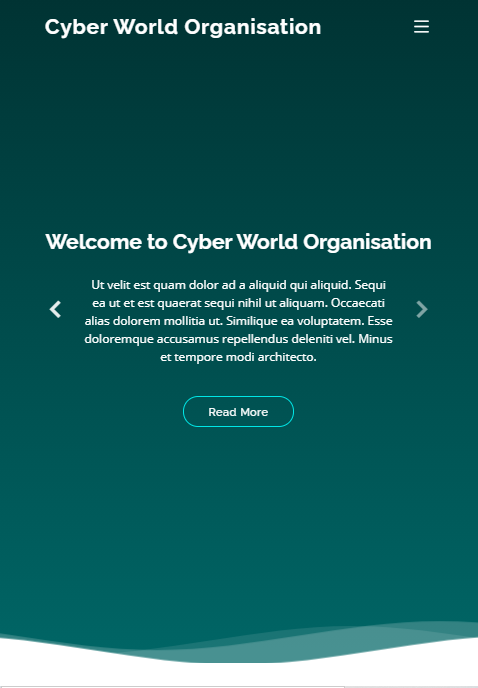 Cyber World Organisation
Welcome to Cyber World Organisation
Ut velit est quam dolor ad a aliquid qui aliquid. Sequi
ea ut et est quaerat sequi nihil ut aliquam. Occaecati
alias dolorem mollitia ut. Similique ea voluptatem. Esse
doloremque accusamus repellendus deleniti vel. Minus
et tempore modi architecto.
Read More